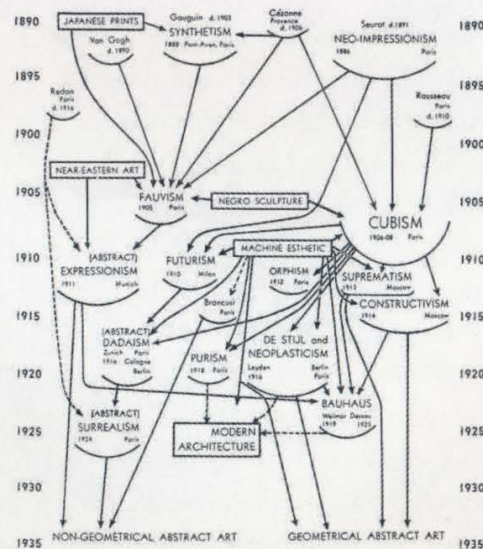 1890
JAPANESE PRINTS
Van Gogh
d. 1890
Gauguin d. 1903
SYNTHETISM
1888 Pont-Aven, Paris
Cézanne
Provence
d. 1906
Seurat d. 1891
NEO-IMPRESSIONISM
1886 Paris
1890
1895
Redon
Paris
d. 1916
Rousseau
Paris
d. 1910
1895
1900
1900
NEAR-EASTERN ART
1905
FAUVISM
1905 Paris
NEGRO SCULPTURE
CUBISM
1906-08 Paris
1905
1910
(ABSTRACT)
EXPRESSIONISM
1911 Munich
FUTURISM
1910 Milan
MACHINE ESTHETIC
ORPHISM
1912 Paris
SUPREMATISM
1913 Moscow
1910
Brancusi
Paris
CONSTRUCTIVISM
1914 Moscow
1915
(ABSTRACT)
DADAISM
Zurich Paris
1916 Cologne
Berlin
PURISM
1918 Paris
DE STIJL and
NEOPLASTICISM
Leyden Berlin
1916 Paris
1915
1920
BAUHAUS
Weimar Dessau
1919 1925
1920
1925
(ABSTRACT)
SURREALISM
1924 Paris
MODERN
ARCHITECTURE
1925
1930
1930
1935
NON-GEOMETRICAL ABSTRACT ART
GEOMETRICAL ABSTRACT ART
1935